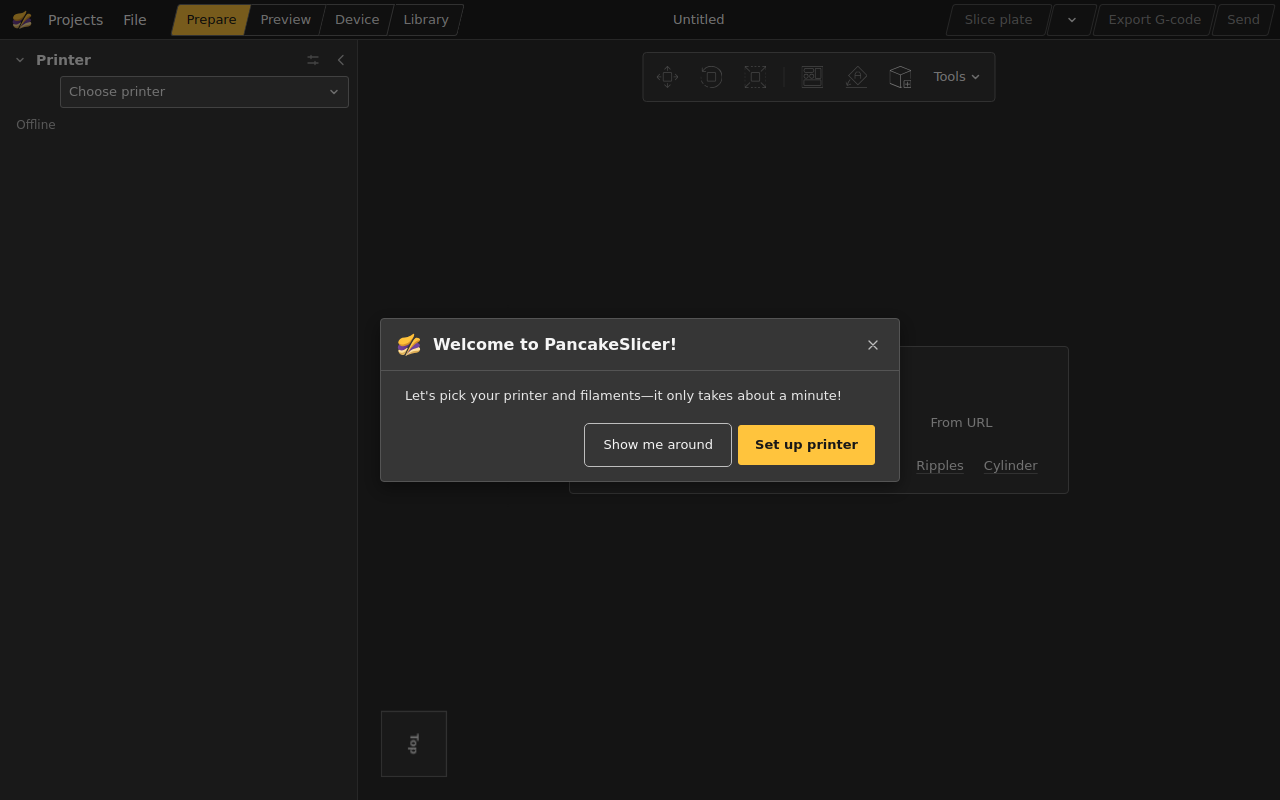 Projects File Prepare Preview Device Library Untitled Slice plate Export G-code Send
Printer
Choose printer
Offline
Tools
Welcome to PancakeSlicer!
Let's pick your printer and filaments—it only takes about a minute!
Show me around Set up printer
From URL
Ripples Cylinder
Top